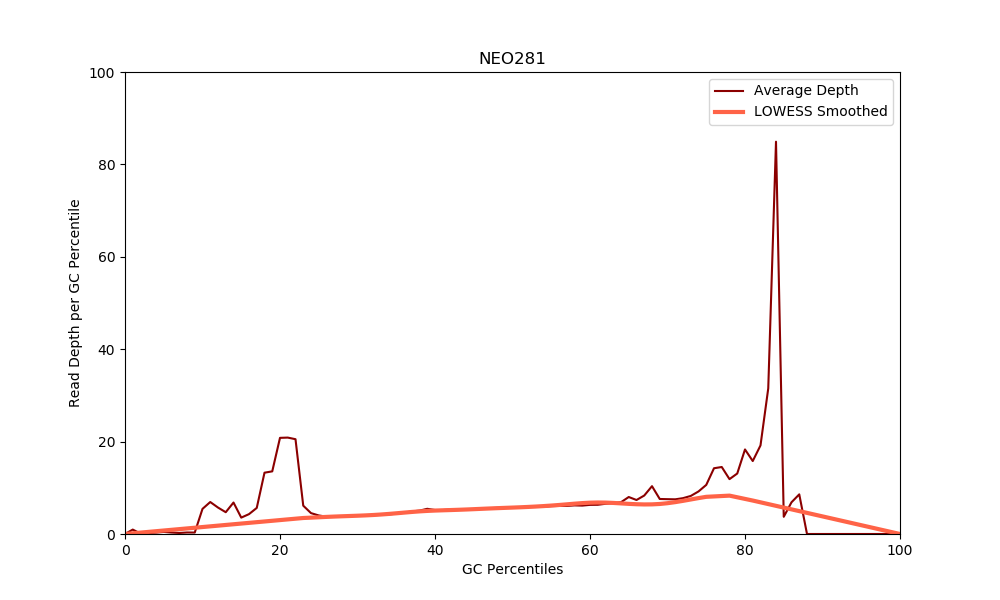 NEO281
Average Depth
LOWESS Smoothed
Read Depth per GC Percentile
100
80
60
40
20
0
0 20 40 60 80 100
GC Percentiles